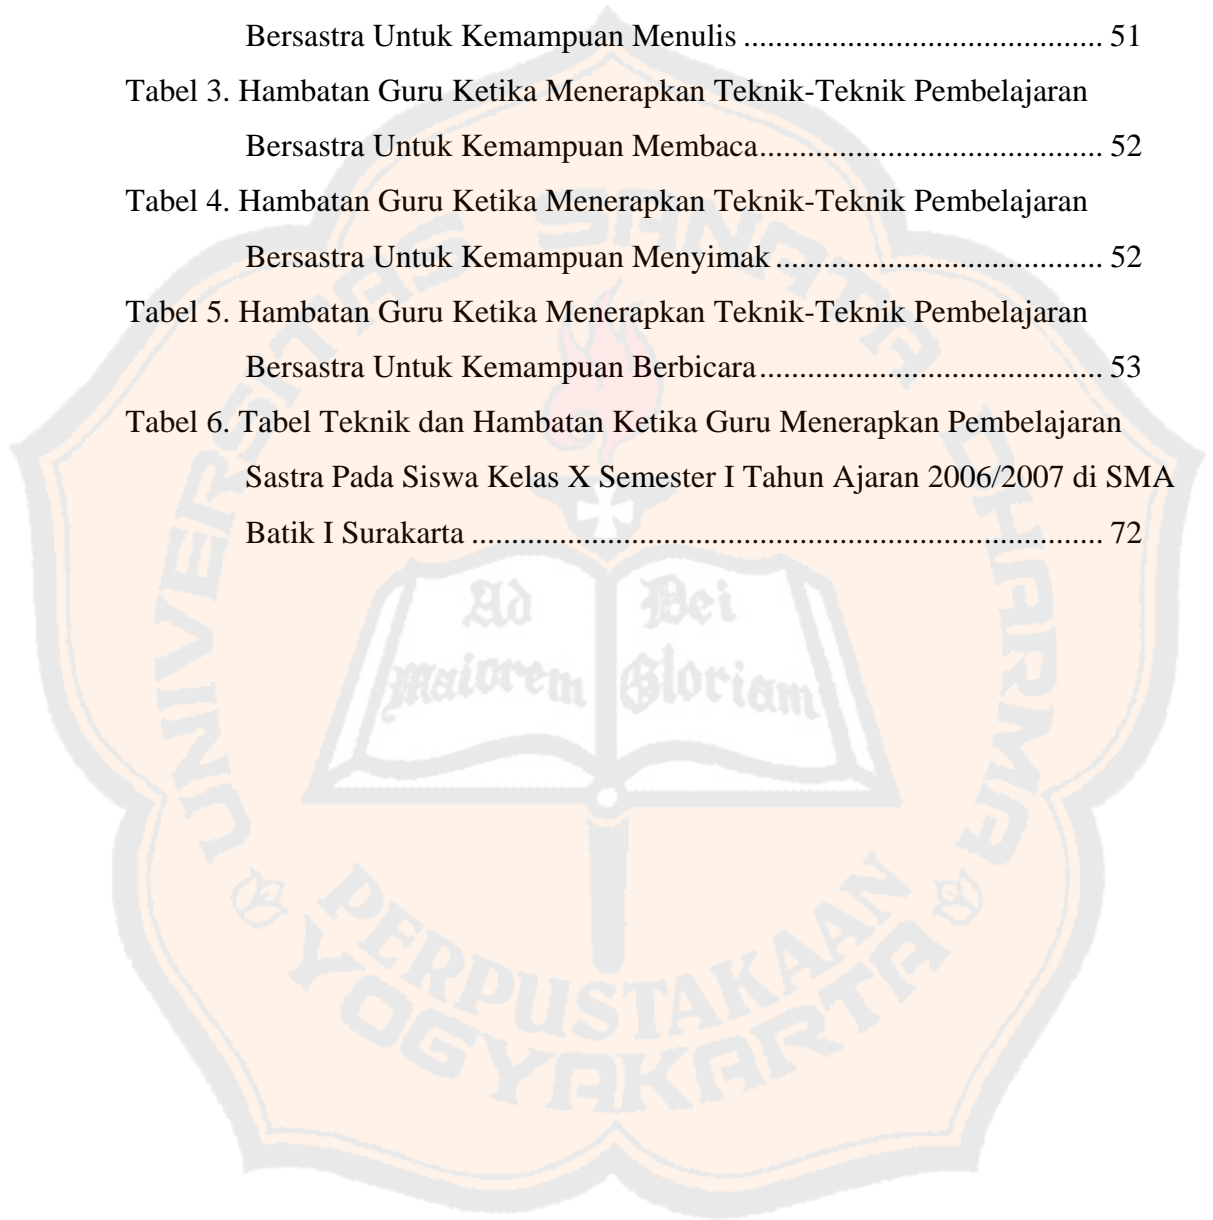 Bersastra Untuk Kemampuan Menulis ...................................... 51
Tabel 3. Hambatan Guru Ketika Menerapkan Teknik-Teknik Pembelajaran
Bersastra Untuk Kemampuan Membaca.................................... 52
Tabel 4. Hambatan Guru Ketika Menerapkan Teknik-Teknik Pembelajaran
Bersastra Untuk Kemampuan Menyimak .................................. 52
Tabel 5. Hambatan Guru Ketika Menerapkan Teknik-Teknik Pembelajaran
Bersastra Untuk Kemampuan Berbicara.................................... 53
Tabel 6. Tabel Teknik dan Hambatan Ketika Guru Menerapkan Pembelajaran
Sastra Pada Siswa Kelas X Semester I Tahun Ajaran 2006/2007 di SMA
Batik I Surakarta .................................................................. 72
UNIVERSITAS SANATA DHARMA
Ad Dei
Maiorem Gloriam
PERPUSTAKAAN
YOGYAKARTA